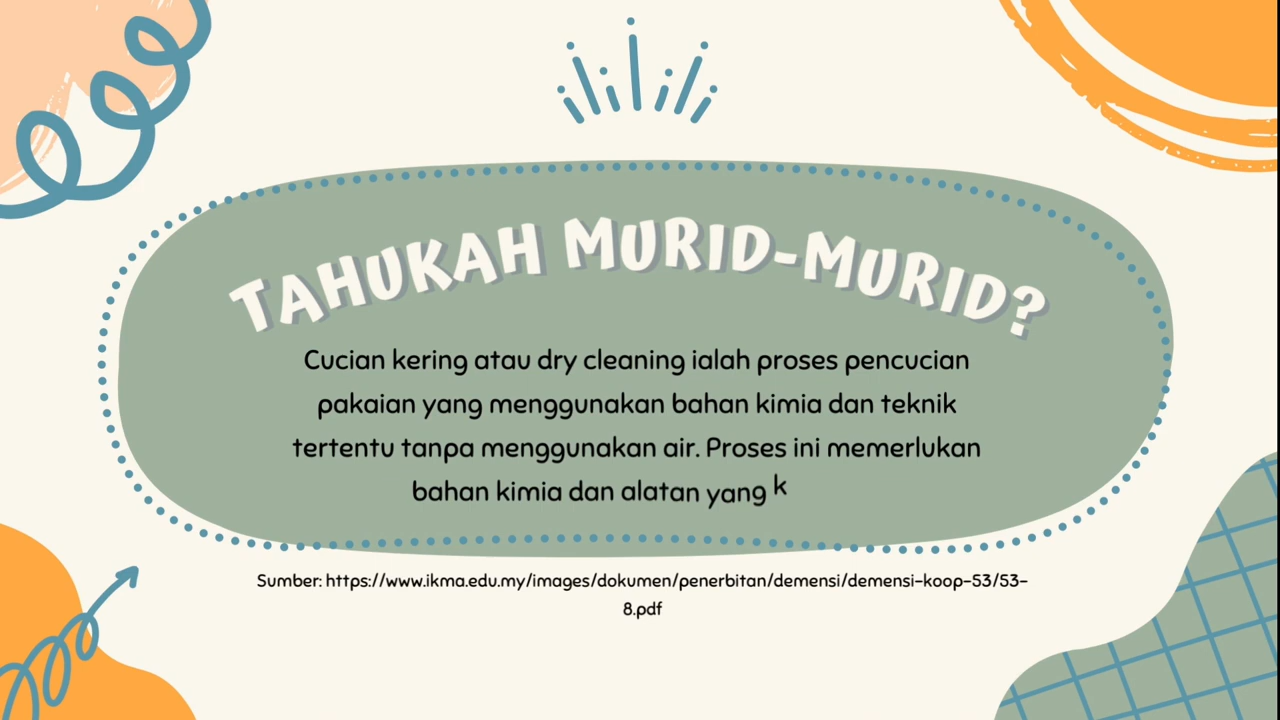 TAHUKAH MURID-MURID?
Cucian kering atau dry cleaning ialah proses pencucian
pakaian yang menggunakan bahan kimia dan teknik
tertentu tanpa menggunakan air. Proses ini memerlukan
bahan kimia dan alatan yang k
Sumber: https://www.ikma.edu.my/images/dokumen/penerbitan/demensi/demensi-koop-53/53-
8.pdf